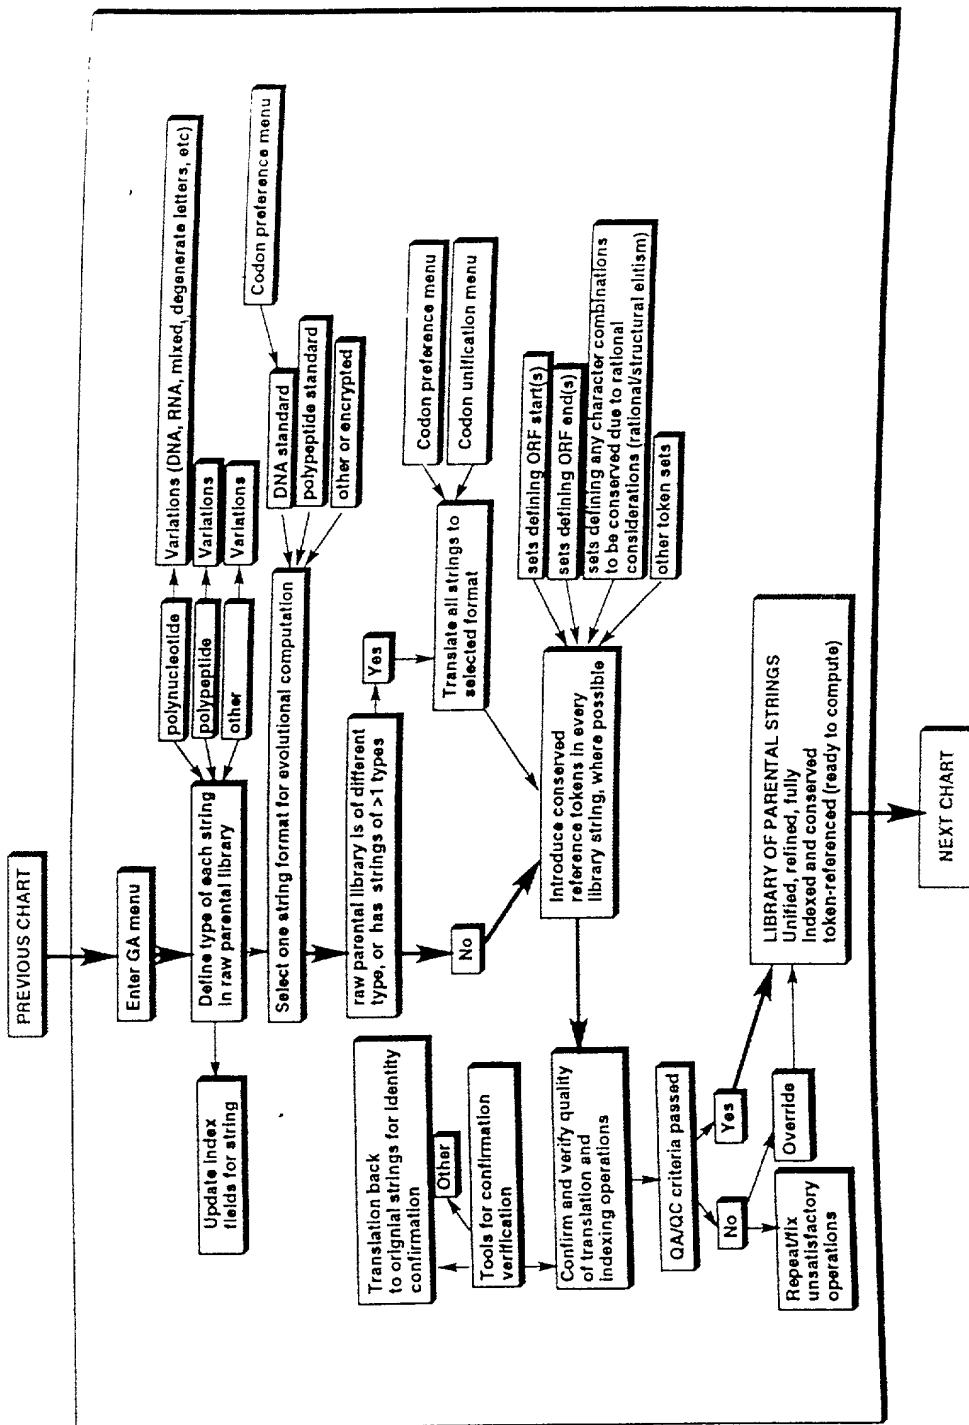 PREVIOUS CHART
Enter GA menu
Define type of each string
in raw parental library
polynucleotide
polypeptide
other
Variations (DNA, RNA, mixed, degenerate letters, etc)
Variations
Variations
Update index
fields for string
Select one string format for evolutional computation
DNA standard
polypeptide standard
other or encrypted
Codon preference menu
raw parental library is of different
type, or has strings of >1 types
Yes
No
Translate all strings to
selected format
Codon preference menu
Codon unification menu
Introduce conserved
reference tokens in every
library string, where possible
sets defining ORF start(s)
sets defining ORF end(s)
sets defining any character combinations
to be conserved due to rational
considerations (rational/structural elitism)
other token sets
Translation back
to orignial strings for identity
confirmation
Other
Tools for confirmation
verification
Confirm and verify quality
of translation and
indexing operations
QA/QC criteria passed
Yes
No
Override
Repeat/fix
unsatisfactory
operations
LIBRARY OF PARENTAL STRINGS
Unified, refined, fully
Indexed and conserved
token-referenced (ready to compute)
NEXT CHART